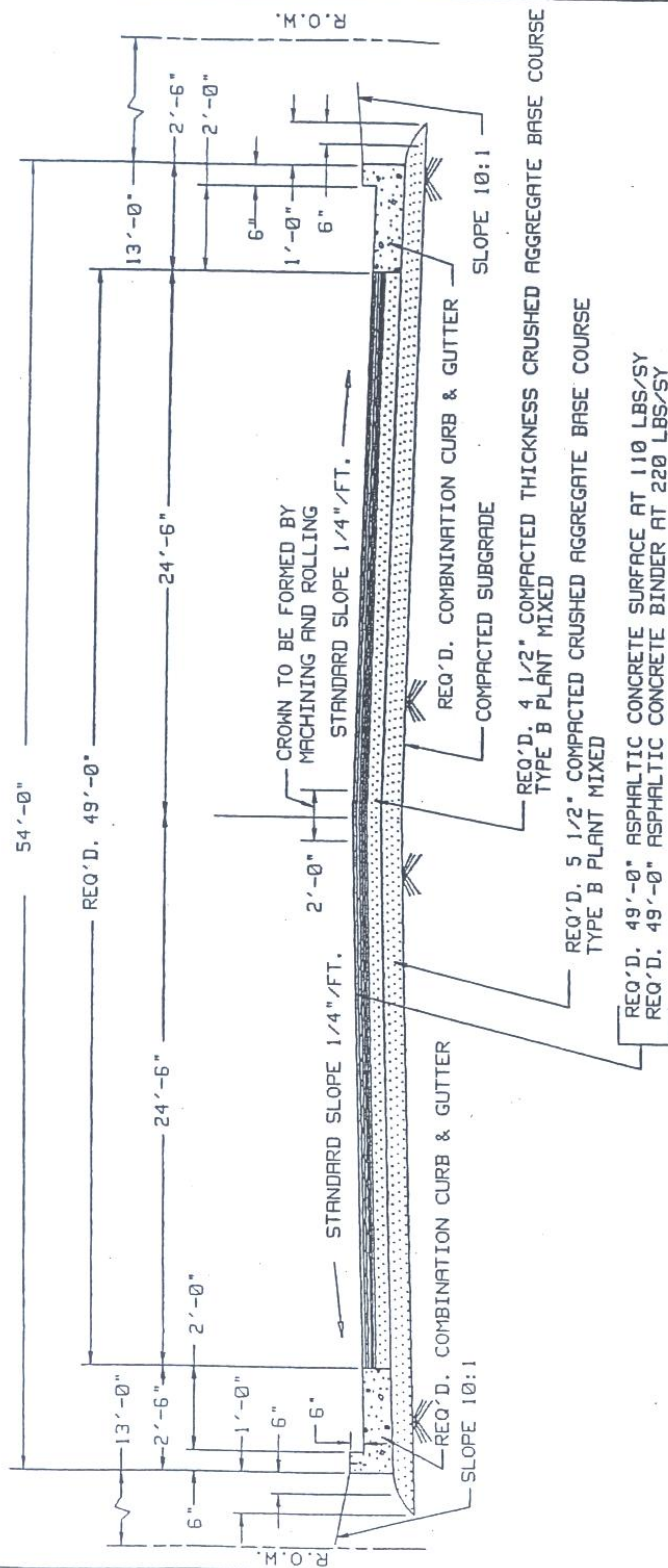 54'-0"
REQ'D. 49'-0"
24'-6"
24'-6"
R.O.W.
13'-0"
2'-6"
2'-0"
6"
1'-0"
6"
6"
STANDARD SLOPE 1/4"/FT.
2'-0"
CROWN TO BE FORMED BY
MACHINING AND ROLLING
STANDARD SLOPE 1/4"/FT.
R.O.W.
13'-0"
2'-6"
2'-0"
6"
1'-0"
6"
SLOPE 10:1
REQ'D. COMBINATION CURB & GUTTER
SLOPE 10:1
REQ'D. COMBNINATION CURB & GUTTER
COMPACTED SUBGRADE
REQ'D. 4 1/2" COMPACTED THICKNESS CRUSHED AGGREGATE BASE COURSE
TYPE B PLANT MIXED
REQ'D. 5 1/2" COMPACTED CRUSHED AGGREGATE BASE COURSE
TYPE B PLANT MIXED
REQ'D. 49'-0" ASPHALTIC CONCRETE SURFACE AT 110 LBS/SY
REQ'D. 49'-0" ASPHALTIC CONCRETE BINDER AT 220 LBS/SY